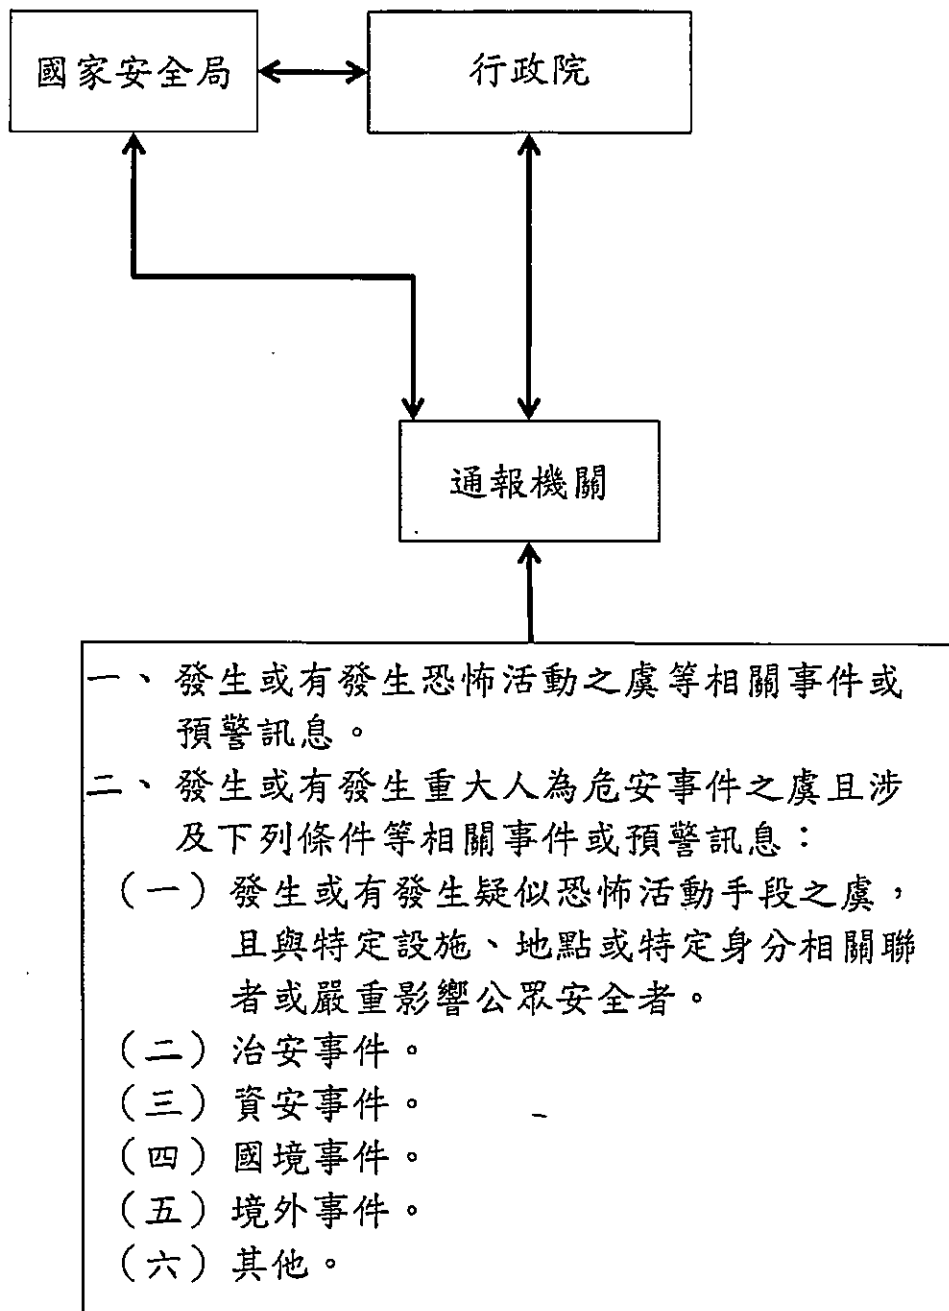 國家安全局
行政院
通報機關
一、發生或有發生恐怖活動之虞等相關事件或
預警訊息。
二、發生或有發生重大人為危安事件之虞且涉
及下列條件等相關事件或預警訊息：
（一）發生或有發生疑似恐怖活動手段之虞，
且與特定設施、地點或特定身分相關聯
者或嚴重影響公眾安全者。
（二）治安事件。
（三）資安事件。
（四）國境事件。
（五）境外事件。
（六）其他。